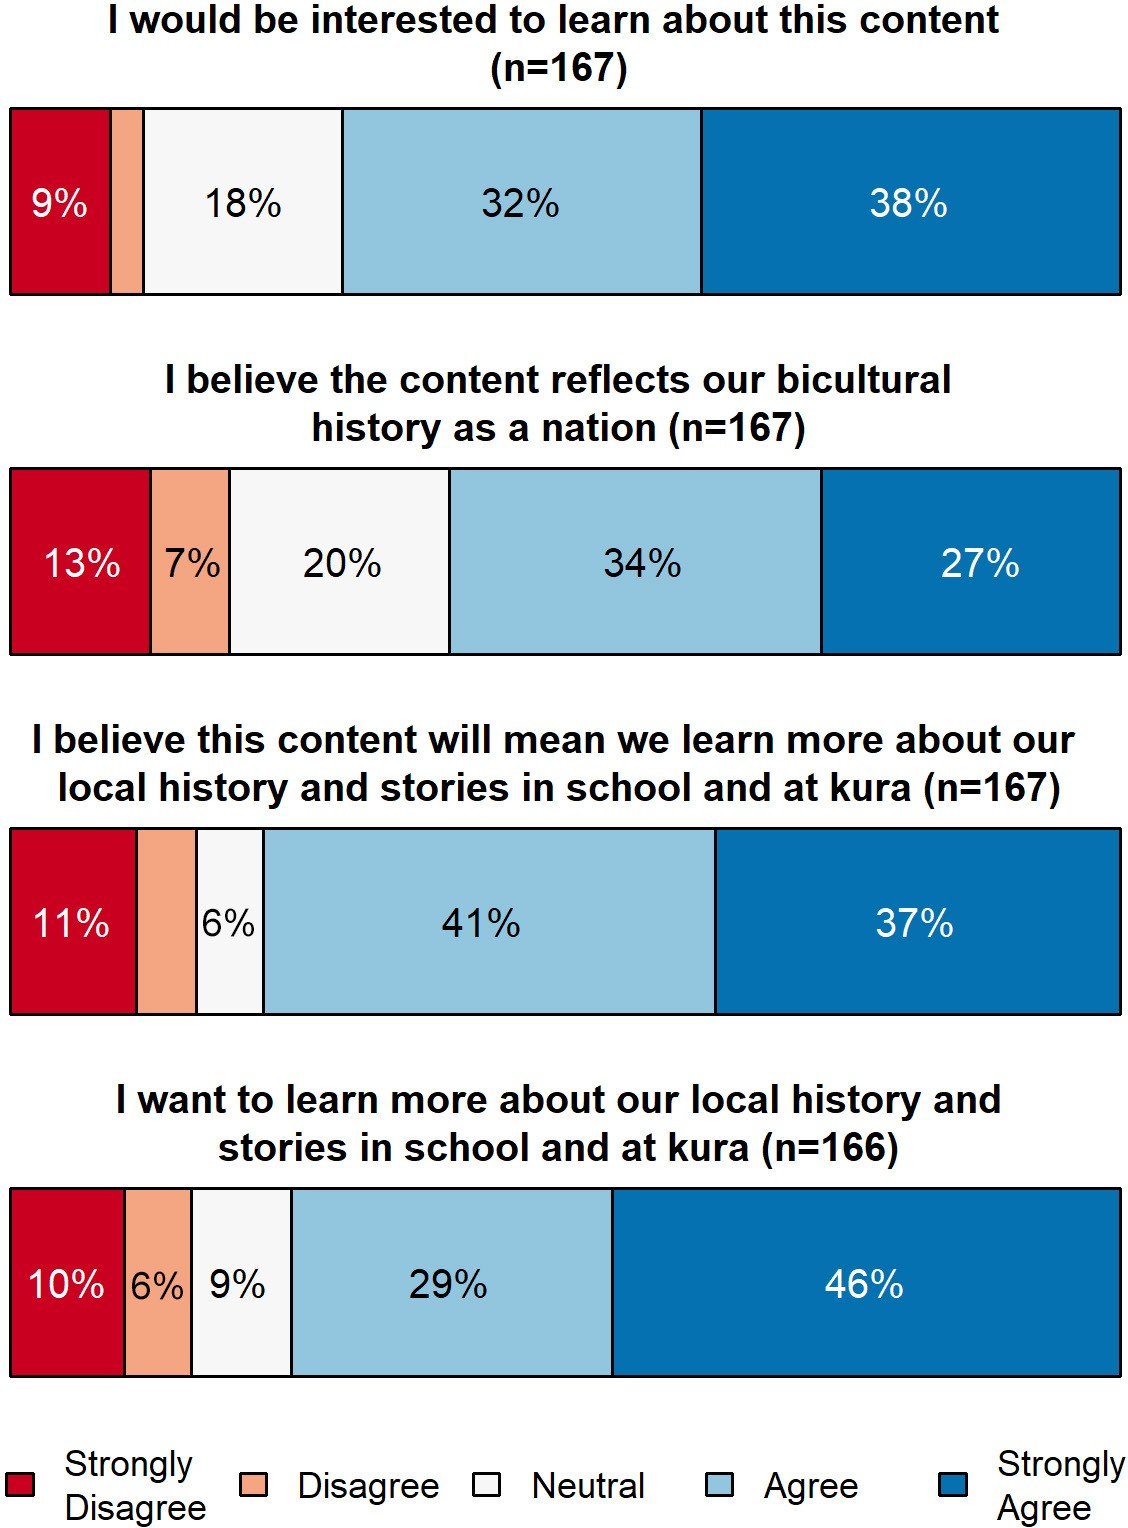 I would be interested to learn about this content
(n=167)
9% 18% 32% 38%
I believe the content reflects our bicultural
history as a nation (n=167)
13% 7% 20% 34% 27%
I believe this content will mean we learn more about our
local history and stories in school and at kura (n=167)
11% 6% 41% 37%
I want to learn more about our local history and
stories in school and at kura (n=166)
10% 6% 9% 29% 46%
Strongly
Disagree
Disagree
Neutral
Agree
Strongly
Agree